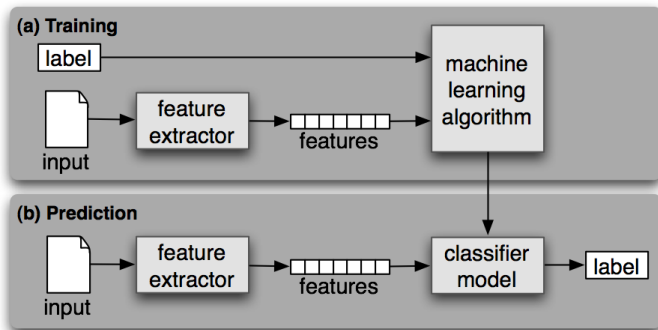 (a) Training
label
machine
learning
algorithm
feature
extractor
features
input
(b) Prediction
feature
extractor
features
classifier
model
label
input